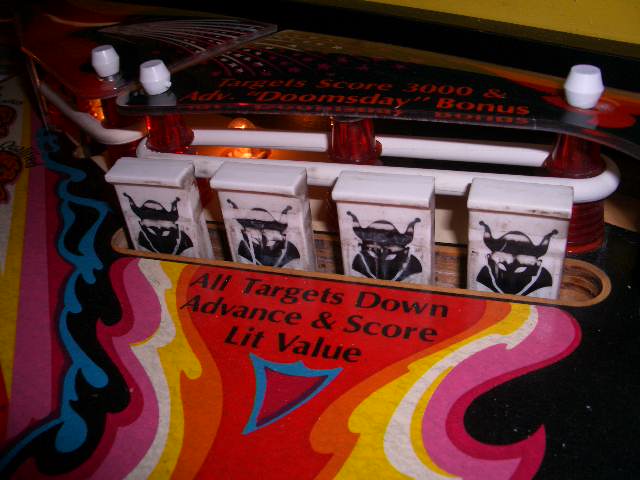 Targets Score 3000 &
Adv. "Doomsday" Bonus
All Targets Down
Advance & Score
Lit Value